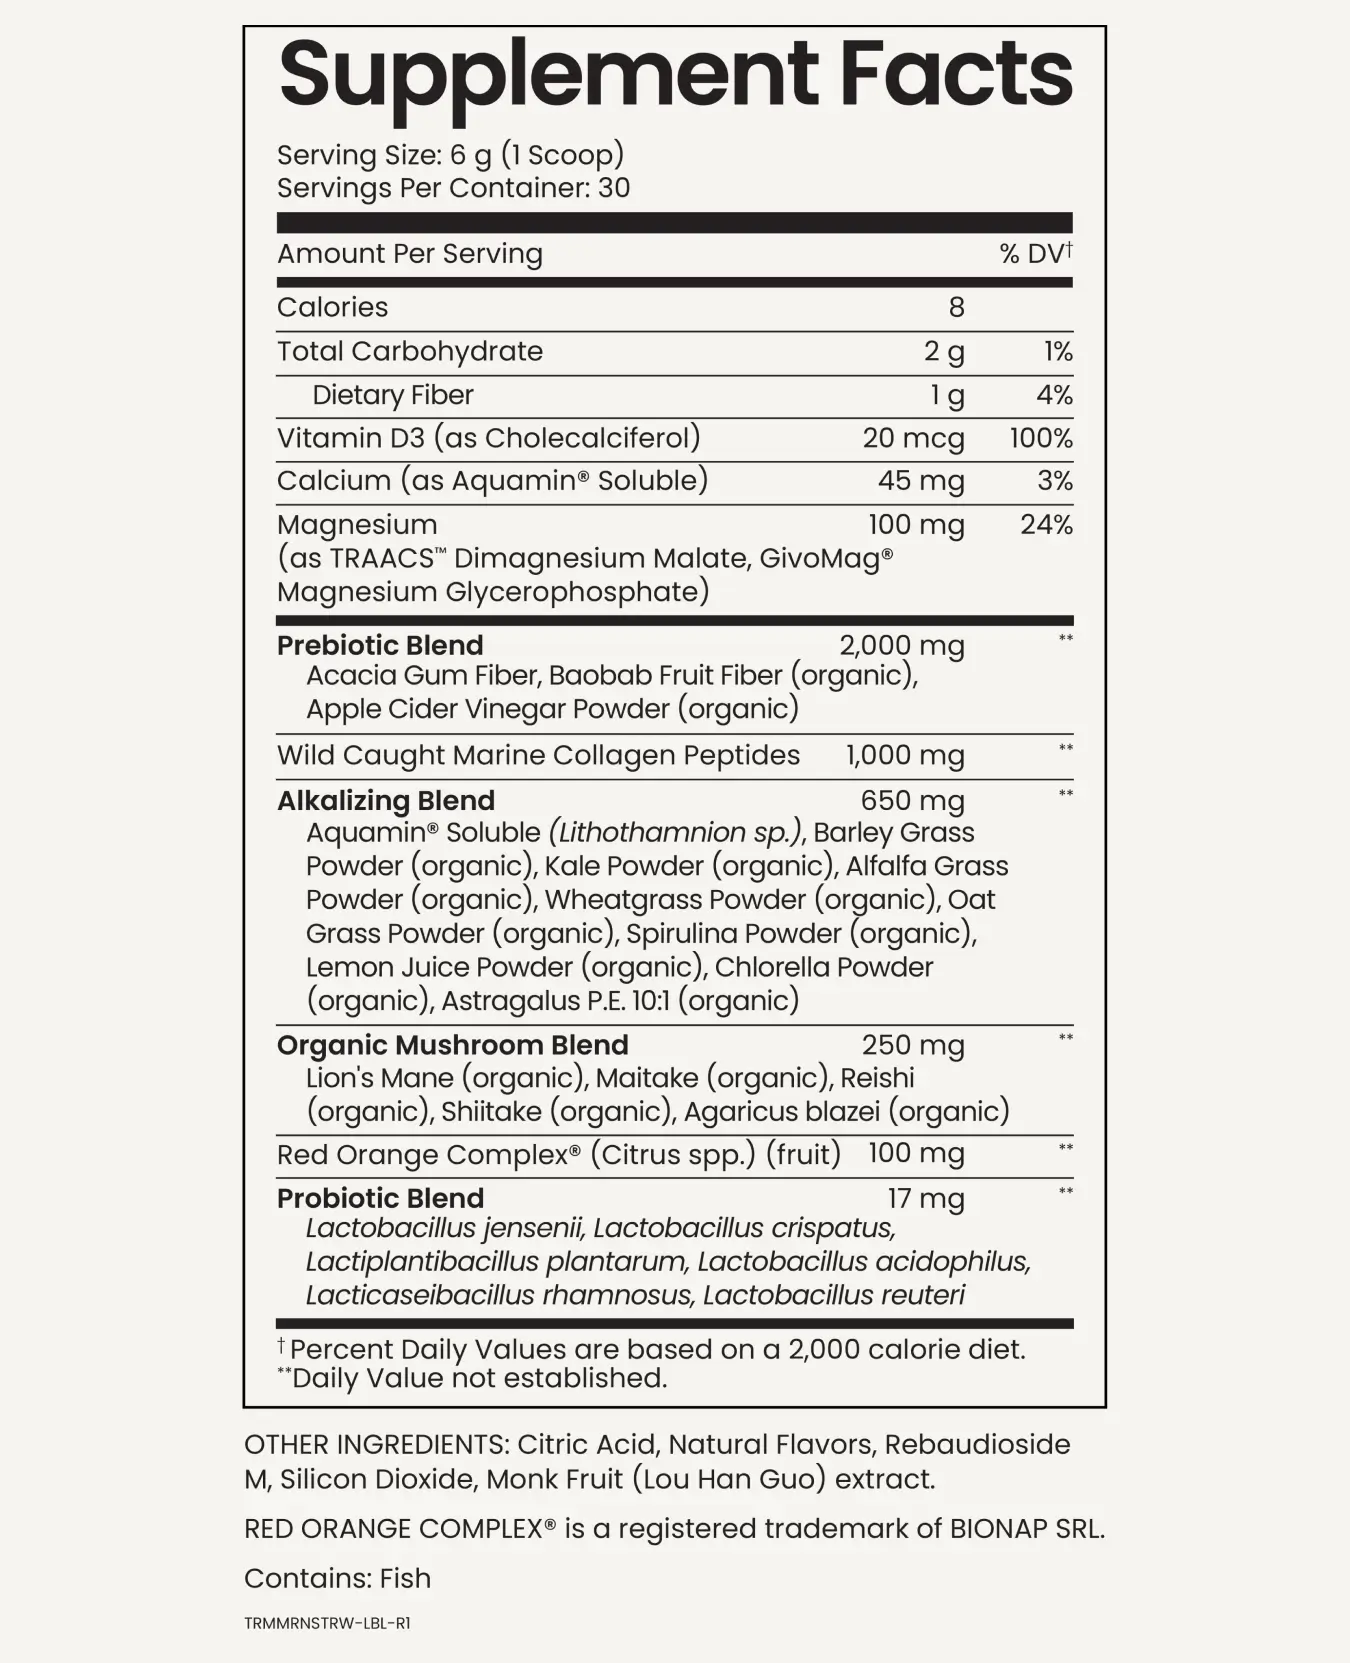 Supplement Facts
Serving Size: 6 g (1 Scoop)
Servings Per Container: 30
Amount Per Serving % DV†
Calories 8
Total Carbohydrate 2 g 1%
Dietary Fiber 1 g 4%
Vitamin D3 (as Cholecalciferol) 20 mcg 100%
Calcium (as Aquamin® Soluble) 45 mg 3%
Magnesium 100 mg 24%
(as TRAACS™ Dimagnesium Malate, GivoMag®
Magnesium Glycerophosphate)
Prebiotic Blend 2,000 mg **
Acacia Gum Fiber, Baobab Fruit Fiber (organic),
Apple Cider Vinegar Powder (organic)
Wild Caught Marine Collagen Peptides 1,000 mg **
Alkalizing Blend 650 mg **
Aquamin® Soluble (Lithothamnion sp.), Barley Grass
Powder (organic), Kale Powder (organic), Alfalfa Grass
Powder (organic), Wheatgrass Powder (organic), Oat
Grass Powder (organic), Spirulina Powder (organic),
Lemon Juice Powder (organic), Chlorella Powder
(organic), Astragalus P.E. 10:1 (organic)
Organic Mushroom Blend 250 mg **
Lion's Mane (organic), Maitake (organic), Reishi
(organic), Shiitake (organic), Agaricus blazei (organic)
Red Orange Complex® (Citrus spp.) (fruit) 100 mg **
Probiotic Blend 17 mg **
Lactobacillus jensenii, Lactobacillus crispatus,
Lactiplantibacillus plantarum, Lactobacillus acidophilus,
Lacticaseibacillus rhamnosus, Lactobacillus reuteri
† Percent Daily Values are based on a 2,000 calorie diet.
**Daily Value not established.
OTHER INGREDIENTS: Citric Acid, Natural Flavors, Rebaudioside
M, Silicon Dioxide, Monk Fruit (Lou Han Guo) extract.
RED ORANGE COMPLEX® is a registered trademark of BIONAP SRL.
Contains: Fish
TRMMRNSTRW-LBL-R1